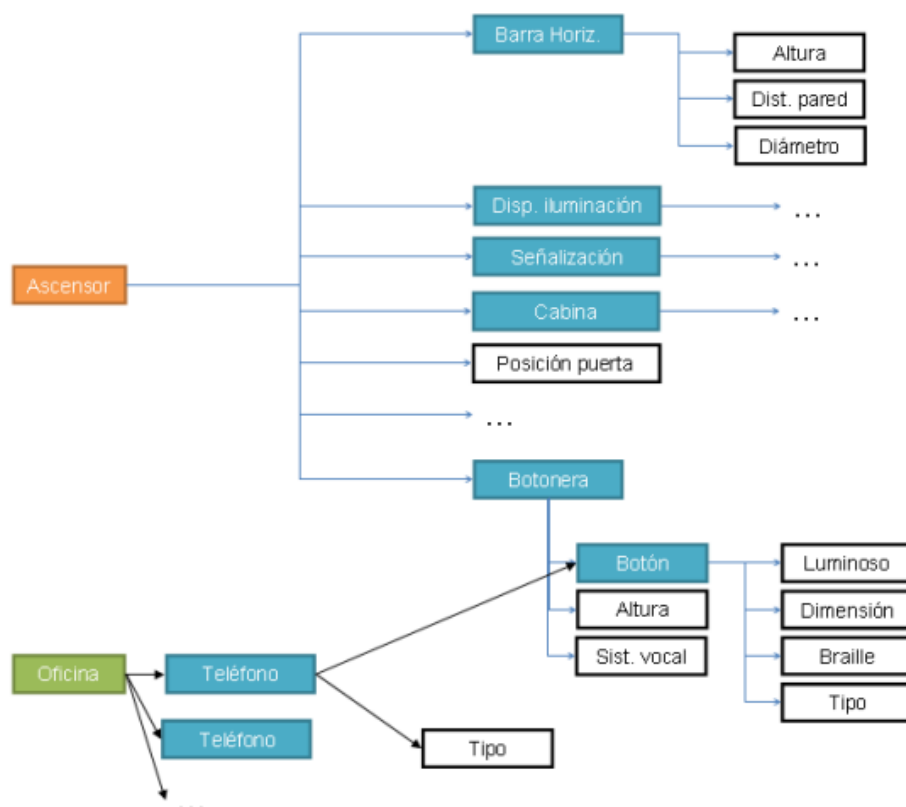 Barra Horiz.
Altura
Dist. pared
Diámetro
Disp. iluminación
...
Señalización
...
Ascensor
Cabina
...
Posición puerta
...
Botonera
Botón
Luminoso
Altura
Dimensión
Oficina
Teléfono
Sist. vocal
Braille
Tipo
Teléfono
Tipo
...